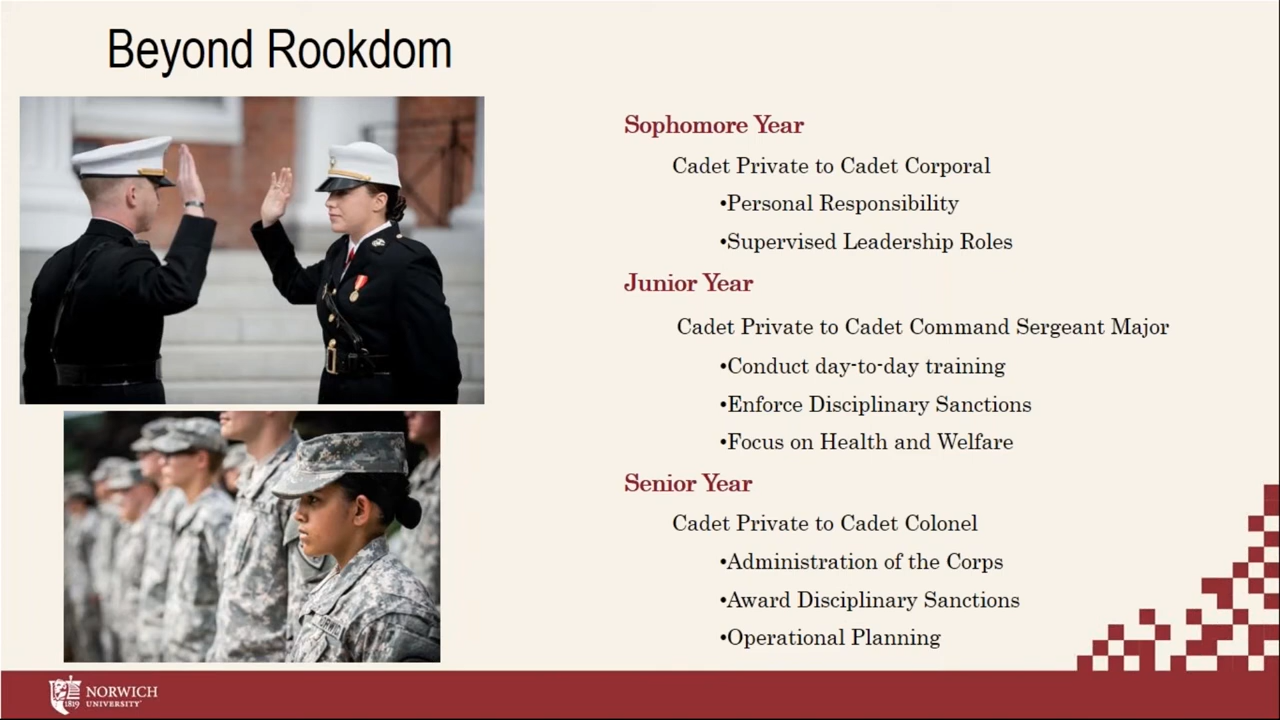 Beyond Rookdom
Sophomore Year
Cadet Private to Cadet Corporal
•Personal Responsibility
•Supervised Leadership Roles
Junior Year
Cadet Private to Cadet Command Sergeant Major
•Conduct day-to-day training
•Enforce Disciplinary Sanctions
•Focus on Health and Welfare
Senior Year
Cadet Private to Cadet Colonel
•Administration of the Corps
•Award Disciplinary Sanctions
•Operational Planning
1819
NORWICH
UNIVERSITY